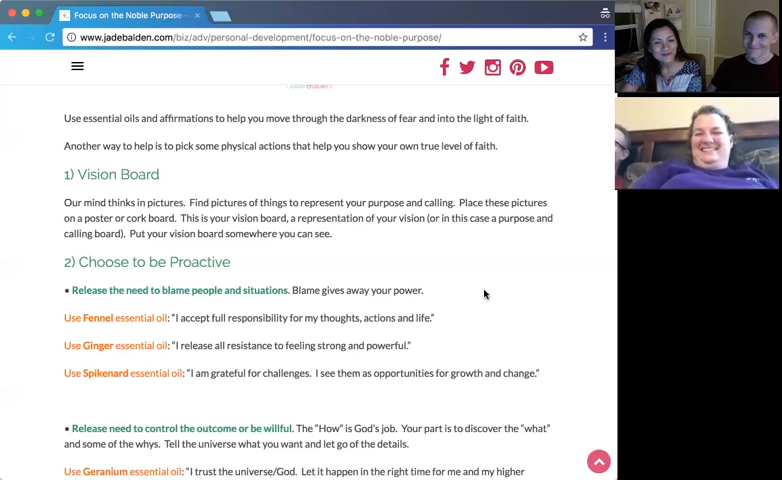 Focus on the Noble Purpose
www.jadebalden.com/biz/adv/personal-development/focus-on-the-noble-purpose/
Use essential oils and affirmations to help you move through the darkness of fear and into the light of faith.
Another way to help is to pick some physical actions that help you show your own true level of faith.
1) Vision Board
Our mind thinks in pictures. Find pictures of things to represent your purpose and calling. Place these pictures
on a poster or cork board. This is your vision board, a representation of your vision (or in this case a purpose and
calling board). Put your vision board somewhere you can see.
2) Choose to be Proactive
• Release the need to blame people and situations. Blame gives away your power.
Use Fennel essential oil: “I accept full responsibility for my thoughts, actions and life.”
Use Ginger essential oil: “I release all resistance to feeling strong and powerful.”
Use Spikenard essential oil: “I am grateful for challenges. I see them as opportunities for growth and change.”
• Release need to control the outcome or be willful. The “How” is God’s job. Your part is to discover the “what”
and some of the whys. Tell the universe what you want and let go of the details.
Use Geranium essential oil: “I trust the universe/God. Let it happen in the right time for me and my higher